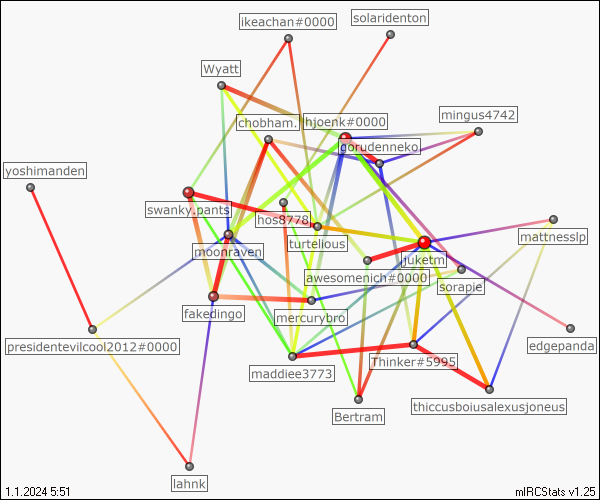 ikeachan#0000
solaridenton
Wyatt
chobham.
hjoenk#0000
mingus4742
gorudenneko
yoshimanden
swanky.pants
hos8778
mattnesslp
moonraven
turtelious
juketm
awesomenich#0000
sorapie
fakedingo
mercurybro
presidentevilcool2012#0000
edgepanda
Thinker#5995
maddiee3773
thiccusboiusalexusjoneus
Bertram
lahnk
1.1.2024 5:51
mIRCStats v1.25